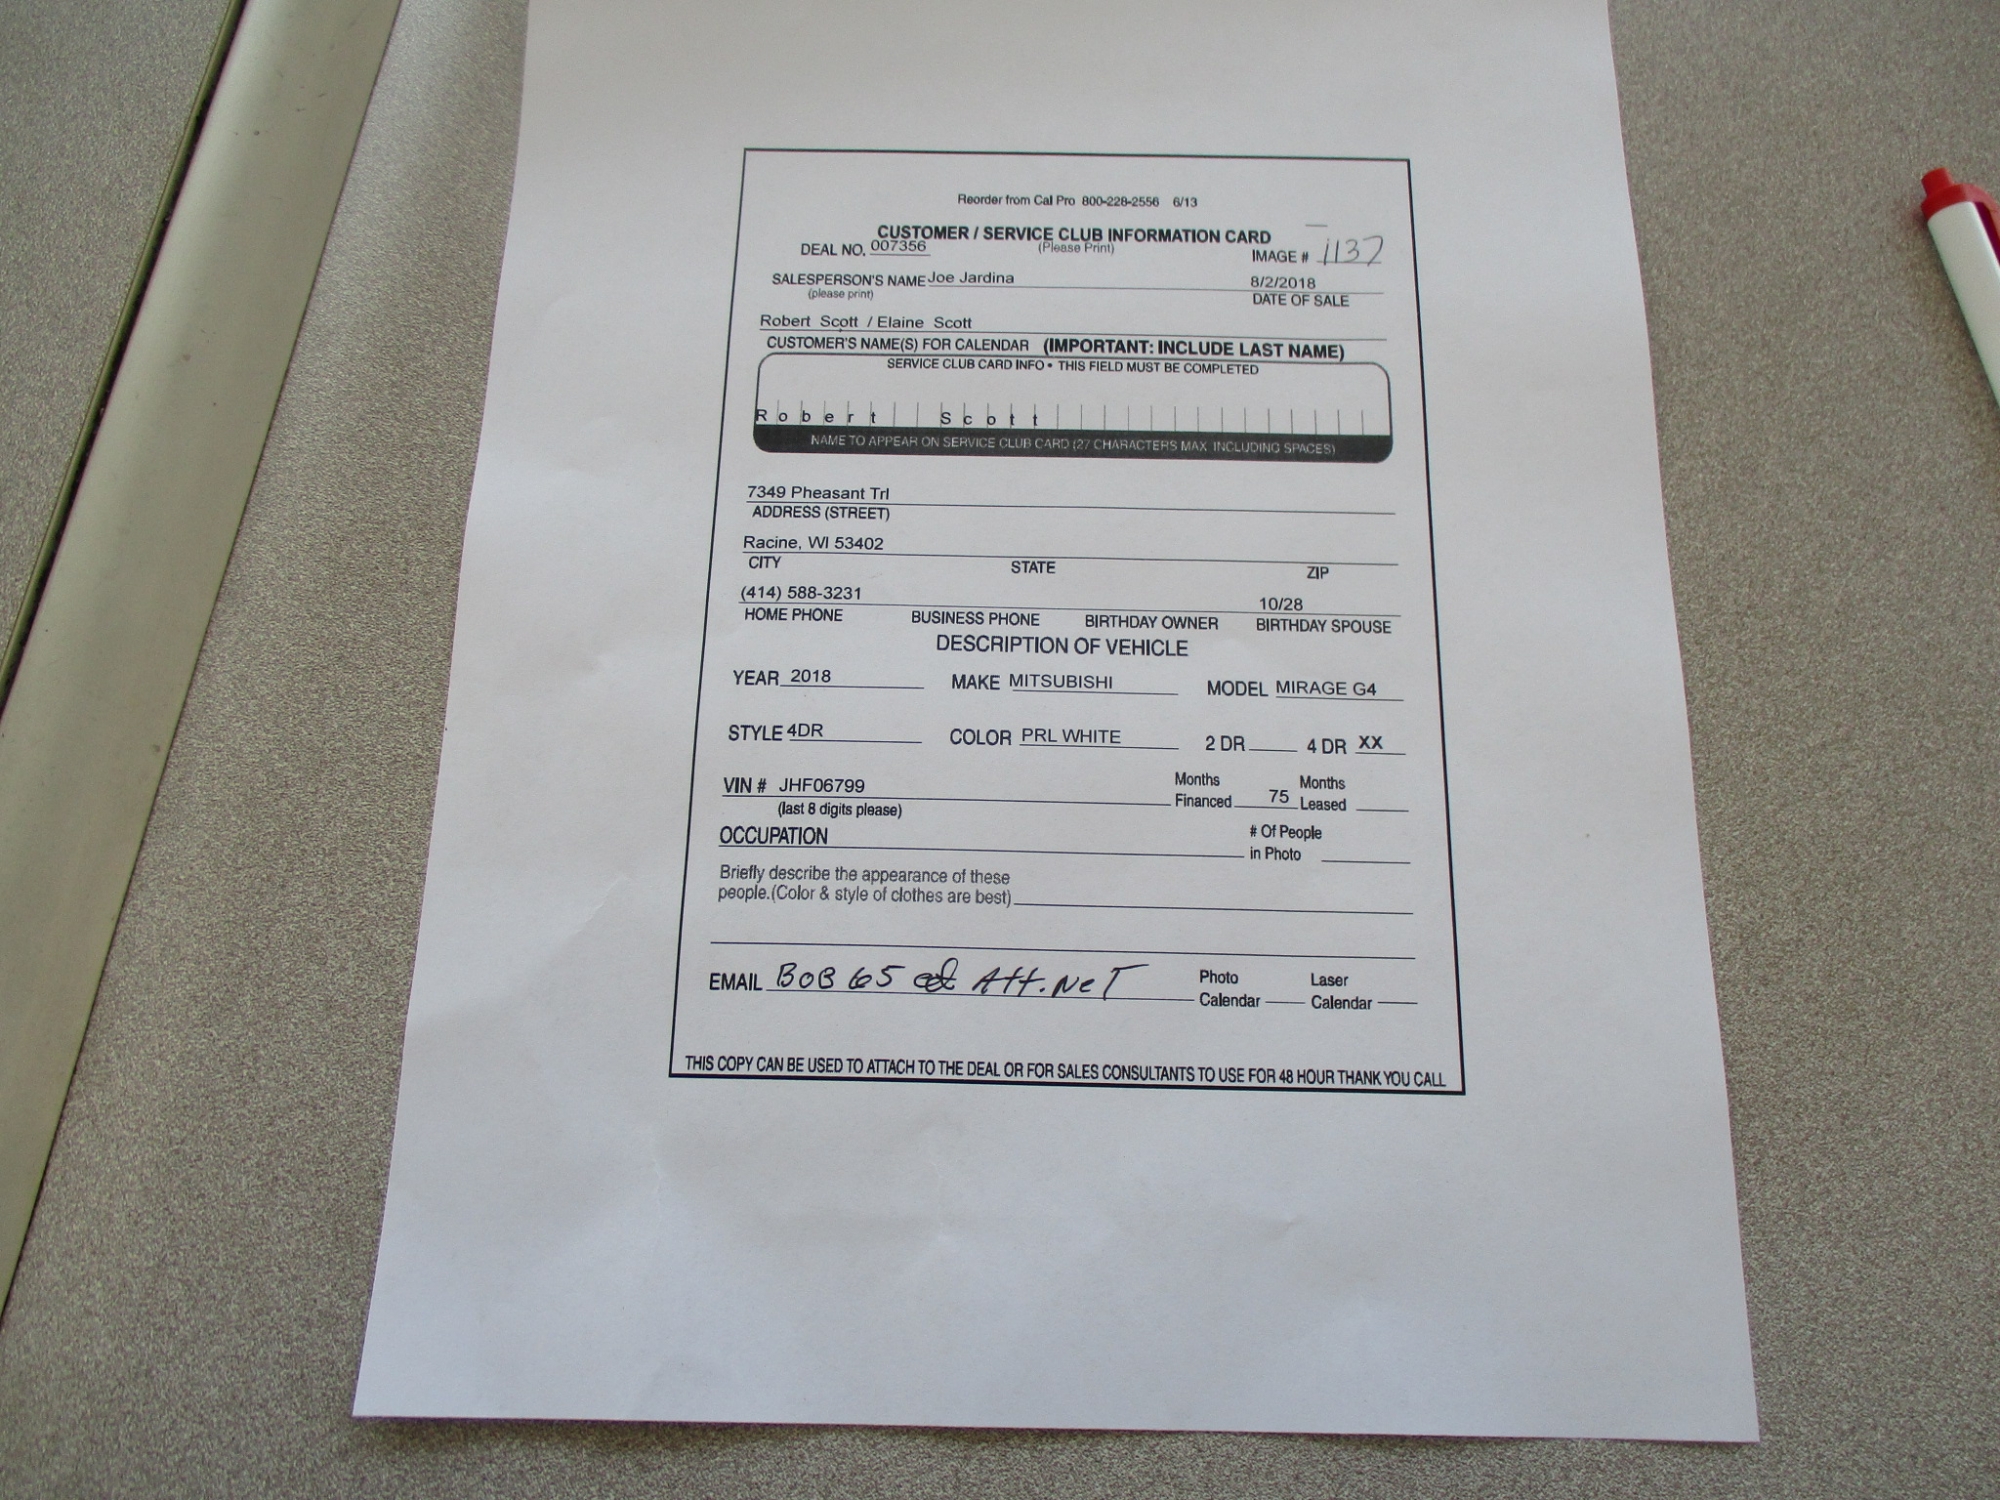 Reorder from Cal Pro 800-228-2556 6/13
CUSTOMER / SERVICE CLUB INFORMATION CARD
DEAL NO. 007356 (Please Print) IMAGE # 1137
SALESPERSON'S NAME Joe Jardina 8/2/2018
(please print) DATE OF SALE
Robert Scott / Elaine Scott
CUSTOMER'S NAME(S) FOR CALENDAR (IMPORTANT: INCLUDE LAST NAME)
SERVICE CLUB CARD INFO • THIS FIELD MUST BE COMPLETED
Robert Scott
NAME TO APPEAR ON SERVICE CLUB CARD (27 CHARACTERS MAX. INCLUDING SPACES)
7349 Pheasant Trl
ADDRESS (STREET)
Racine, WI 53402
CITY STATE ZIP
(414) 588-3231 10/28
HOME PHONE BUSINESS PHONE BIRTHDAY OWNER BIRTHDAY SPOUSE
DESCRIPTION OF VEHICLE
YEAR 2018 MAKE MITSUBISHI MODEL MIRAGE G4
STYLE 4DR COLOR PRL WHITE 2 DR 4 DR XX
VIN # JHF06799 Months Financed 75 Months Leased
(last 8 digits please)
OCCUPATION # Of People in Photo
Briefly describe the appearance of these
people.(Color & style of clothes are best)
EMAIL BOB 65 Att.NeT Photo Calendar Laser Calendar
THIS COPY CAN BE USED TO ATTACH TO THE DEAL OR FOR SALES CONSULTANTS TO USE FOR 48 HOUR THANK YOU CALL